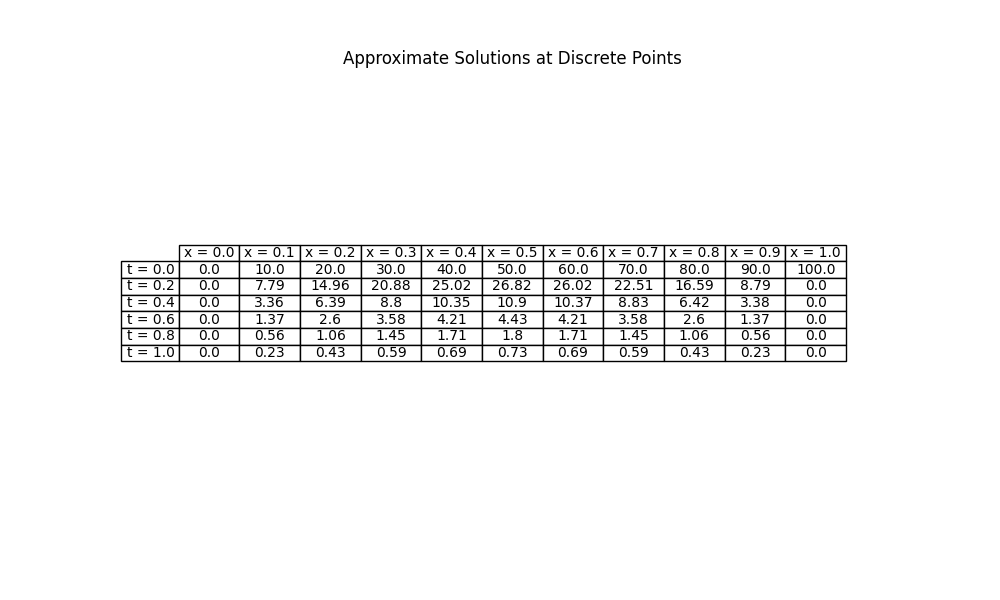 Approximate Solutions at Discrete Points
x = 0.0 x = 0.1 x = 0.2 x = 0.3 x = 0.4 x = 0.5 x = 0.6 x = 0.7 x = 0.8 x = 0.9 x = 1.0
t = 0.0 0.0 10.0 20.0 30.0 40.0 50.0 60.0 70.0 80.0 90.0 100.0
t = 0.2 0.0 7.79 14.96 20.88 25.02 26.82 26.02 22.51 16.59 8.79 0.0
t = 0.4 0.0 3.36 6.39 8.8 10.35 10.9 10.37 8.83 6.42 3.38 0.0
t = 0.6 0.0 1.37 2.6 3.58 4.21 4.43 4.21 3.58 2.6 1.37 0.0
t = 0.8 0.0 0.56 1.06 1.45 1.71 1.8 1.71 1.45 1.06 0.56 0.0
t = 1.0 0.0 0.23 0.43 0.59 0.69 0.73 0.69 0.59 0.43 0.23 0.0